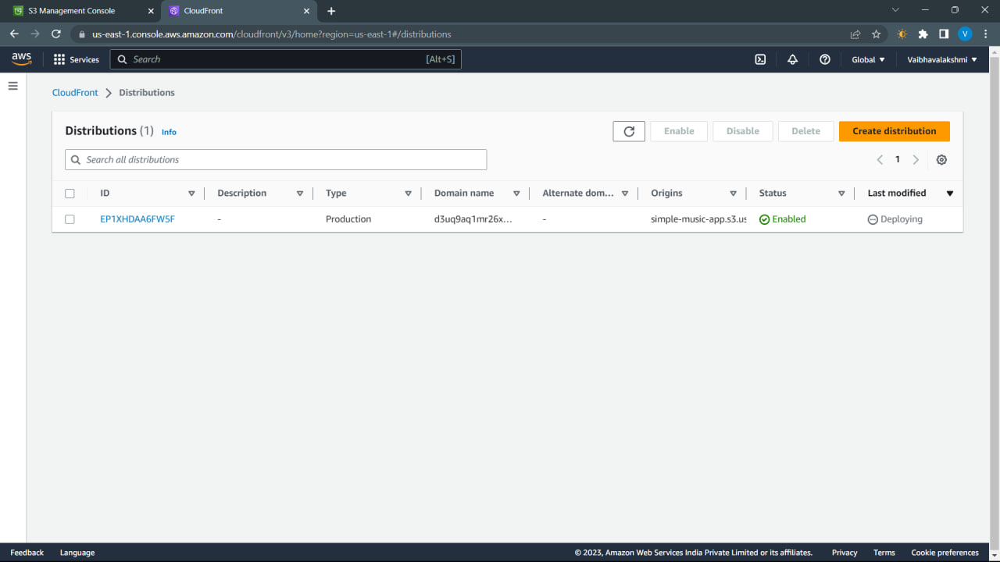 S3 Management Console
CloudFront
us-east-1.console.aws.amazon.com/cloudfront/v3/home?region=us-east-1#/distributions
V
aws Services Search [Alt+S] Global Vaibhavalakshmi
CloudFront Distributions
Distributions (1) Info
Enable Disable Delete Create distribution
Search all distributions
1
ID Description Type Domain name Alternate dom... Origins Status Last modified
EP1XHDAA6FW5F - Production d3uq9aq1mr26x... - simple-music-app.s3.us Enabled Deploying
Feedback Language © 2023, Amazon Web Services India Private Limited or its affiliates. Privacy Terms Cookie preferences